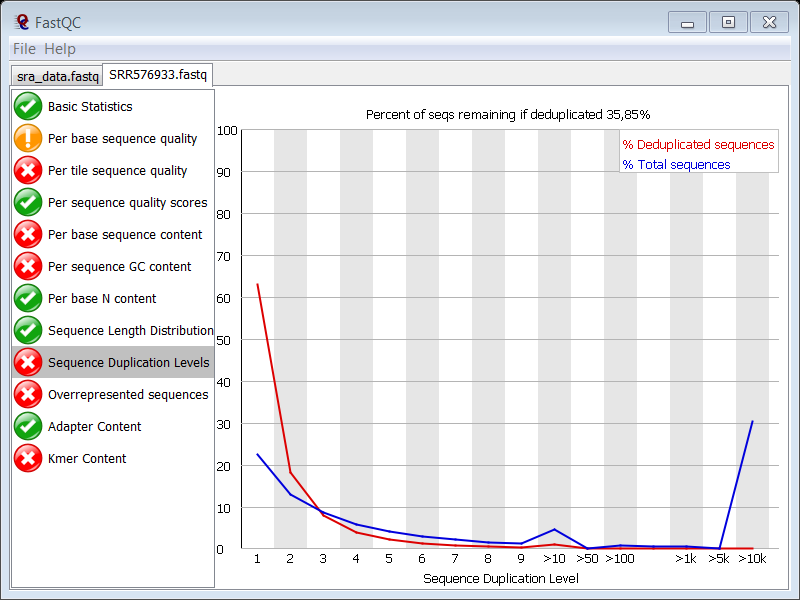 FastQC
File Help
sra_data.fastq SRR576933.fastq
Basic Statistics
Per base sequence quality
Per tile sequence quality
Per sequence quality scores
Per base sequence content
Per sequence GC content
Per base N content
Sequence Length Distribution
Sequence Duplication Levels
Overrepresented sequences
Adapter Content
Kmer Content
Percent of seqs remaining if deduplicated 35,85%
% Deduplicated sequences
% Total sequences
100
90
80
70
60
50
40
30
20
10
0
1 2 3 4 5 6 7 8 9 >10 >50 >100 >1k >5k >10k
Sequence Duplication Level